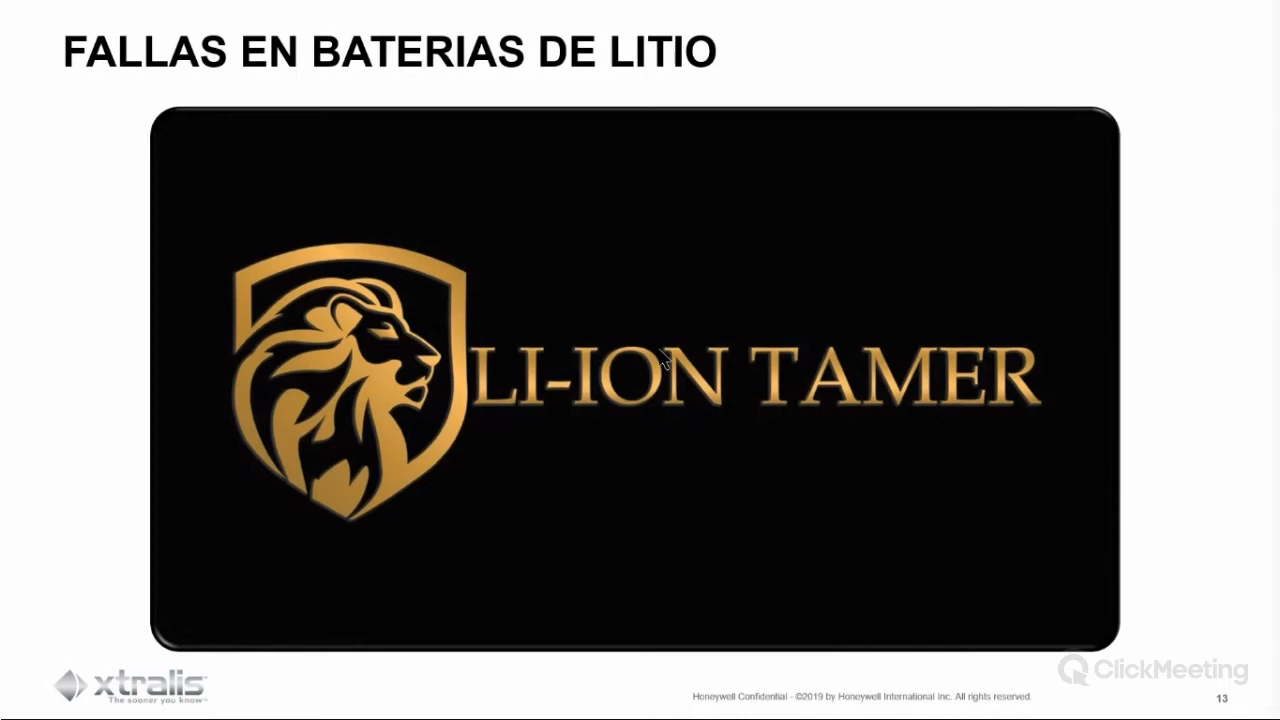 FALLAS EN BATERIAS DE LITIO
LI-ION TAMER
xtralis
The sooner you know
ClickMeeting
Honeywell Confidential - ©2019 by Honeywell International Inc. All rights reserved.
13